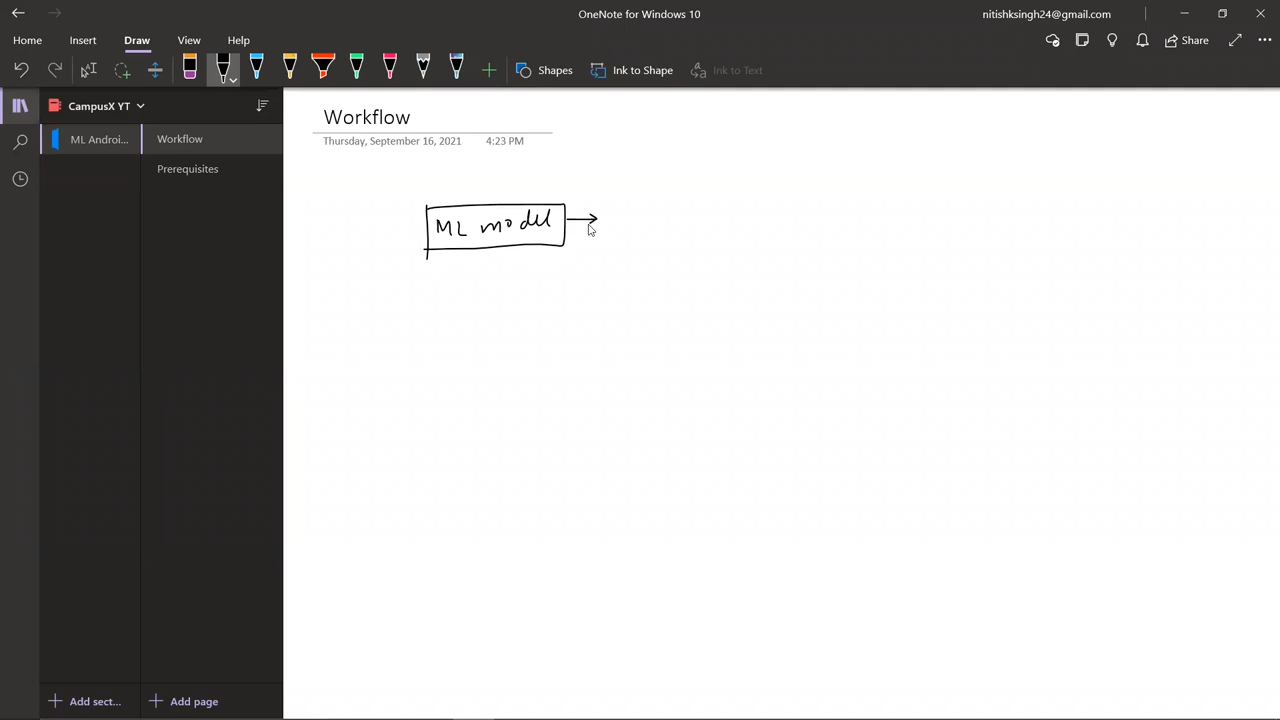 OneNote for Windows 10
nitishksingh24@gmail.com
Home
Insert
Draw
View
Help
Share
Shapes
Ink to Shape
Ink to Text
CampusX YT
ML Androi...
Workflow
Prerequisites
Workflow
Thursday, September 16, 2021 4:23 PM
ML model
Add sect...
Add page